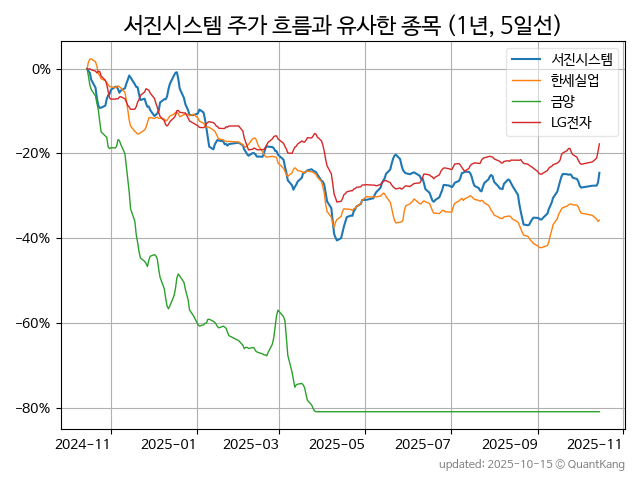 서진시스템 주가 흐름과 유사한 종목 (1년, 5일선)
서진시스템
한세실업
금양
LG전자
0%
−20%
−40%
−60%
−80%
2024-11
2025-01
2025-03
2025-05
2025-07
2025-09
2025-11
updated: 2025-10-15 © QuantKang